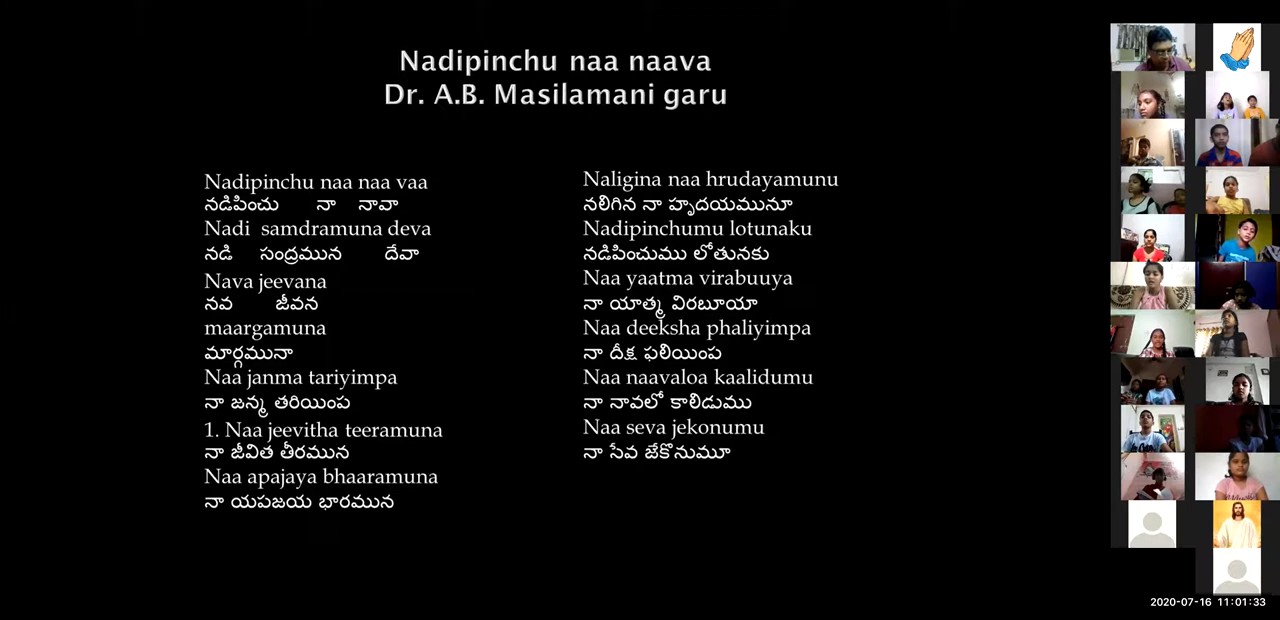 Nadipinchu naa naava
Dr. A.B. Masilamani garu
Nadipinchu naa naa vaa
నడిపించు నా నావా
Nadi samdramuna deva
నడి సంద్రమున దేవా
Nava jeevana
నవ జీవన
maargamuna
మార్గమునా
Naa janma tariyimpa
నా జన్మ తరియింప
1. Naa jeevitha teeramuna
నా జీవిత తీరమున
Naa apajaya bhaaramuna
నా యపజయ భారమున
Naligina naa hrudayamunu
నలిగిన నా హృదయమునూ
Nadipinchumu lotunaku
నడిపించుము లోతునకు
Naa yaatma virabuuya
నా యాత్మ విరబూయా
Naa deeksha phaliyimpa
నా దీక్ష ఫలియింప
Naa naavaloa kaalidumu
నా నావలో కాలిడుము
Naa seva jekonumu
నా సేవ జేకొనుమూ
2020-07-16 11:01:33